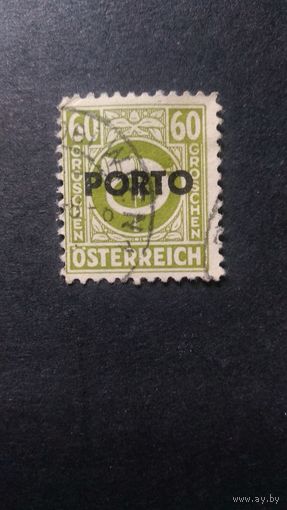 60 60
GROSCHEN GROSCHEN
PORTO
ÖSTERREICH
www.ay.by